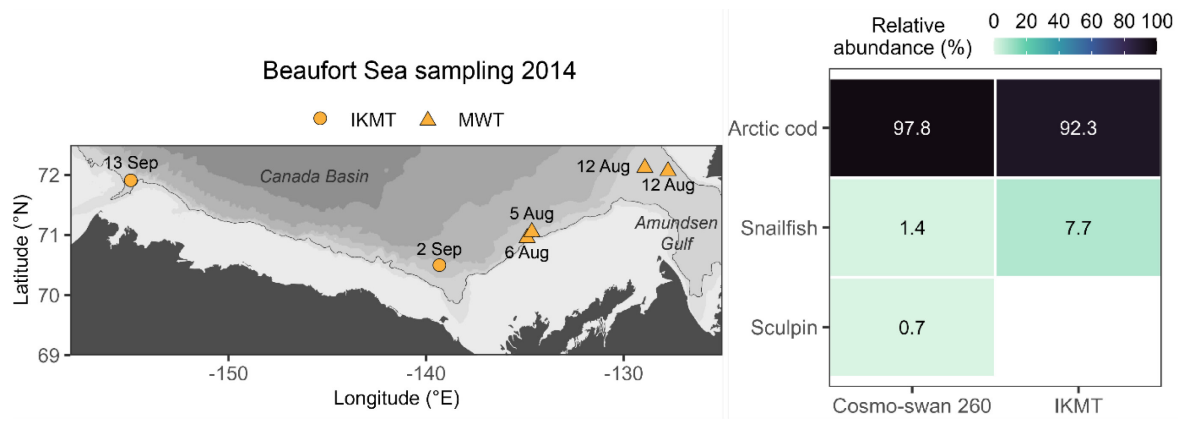 Beaufort Sea sampling 2014
IKMT MWT
13 Sep
Canada Basin
12 Aug
12 Aug
5 Aug
Amundsen
Gulf
2 Sep
6 Aug
72
71
70
69
Latitude (°N)
-150 -140 -130
Longitude (°E)
Relative
abundance (%)
0 20 40 60 80 100
Arctic cod 97.8 92.3
Snailfish 1.4 7.7
Sculpin 0.7
Cosmo-swan 260 IKMT